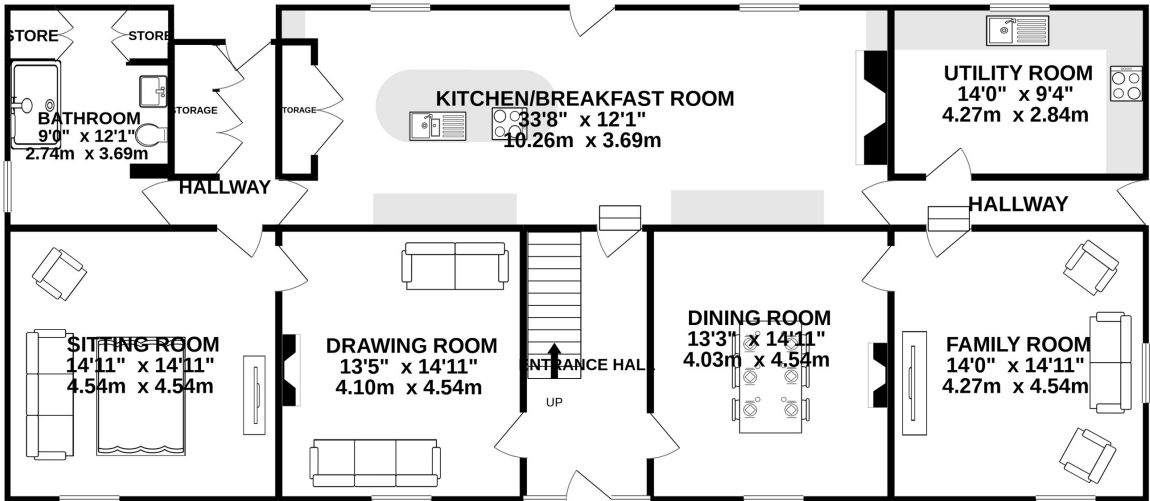 STORE
STORE
BATHROOM
9'0" x 12'1"
2.74m x 3.69m
STORAGE
STORAGE
HALLWAY
KITCHEN/BREAKFAST ROOM
33'8" x 12'1"
10.26m x 3.69m
UTILITY ROOM
14'0" x 9'4"
4.27m x 2.84m
HALLWAY
SITTING ROOM
14'11" x 14'11"
4.54m x 4.54m
DRAWING ROOM
13'5" x 14'11"
4.10m x 4.54m
ENTRANCE HALL
UP
DINING ROOM
13'3" x 14'11"
4.03m x 4.54m
FAMILY ROOM
14'0" x 14'11"
4.27m x 4.54m